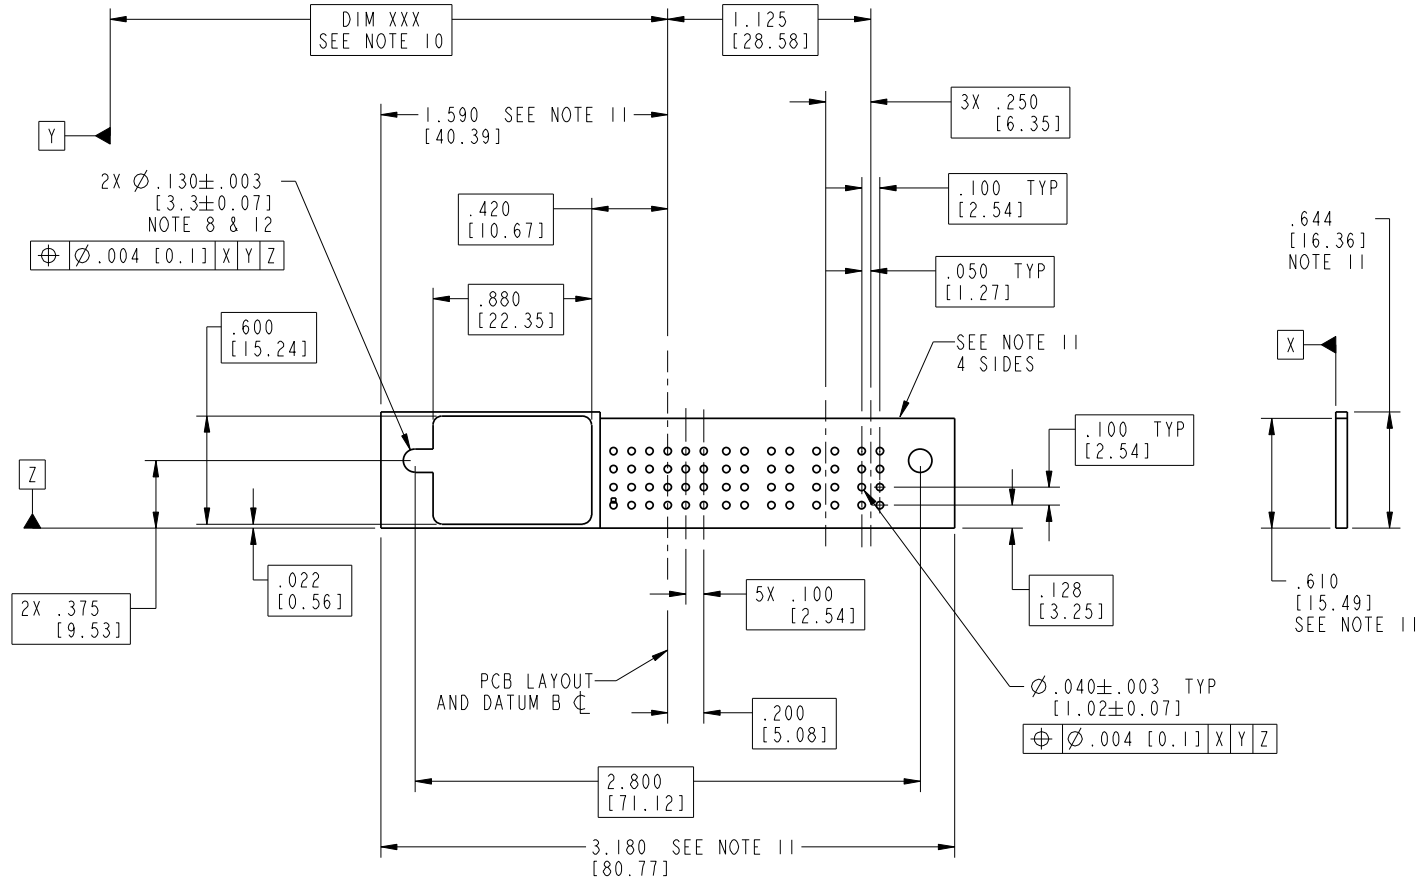 DIM XXX
SEE NOTE 10
1.125
[28.58]
1.590 SEE NOTE 11
[40.39]
3X .250
[6.35]
Y
2X Ø.130±.003
[3.3±0.07]
NOTE 8 & 12
⌖ Ø.004 [0.1] X Y Z
.420
[10.67]
.100 TYP
[2.54]
.644
[16.36]
NOTE 11
.050 TYP
[1.27]
.880
[22.35]
.600
[15.24]
SEE NOTE 11
4 SIDES
X
.100 TYP
[2.54]
Z
8
.022
[0.56]
2X .375
[9.53]
5X .100
[2.54]
.128
[3.25]
.610
[15.49]
SEE NOTE 11
PCB LAYOUT
AND DATUM B ℄
.200
[5.08]
Ø.040±.003 TYP
[1.02±0.07]
⌖ Ø.004 [0.1] X Y Z
2.800
[71.12]
3.180 SEE NOTE 11
[80.77]